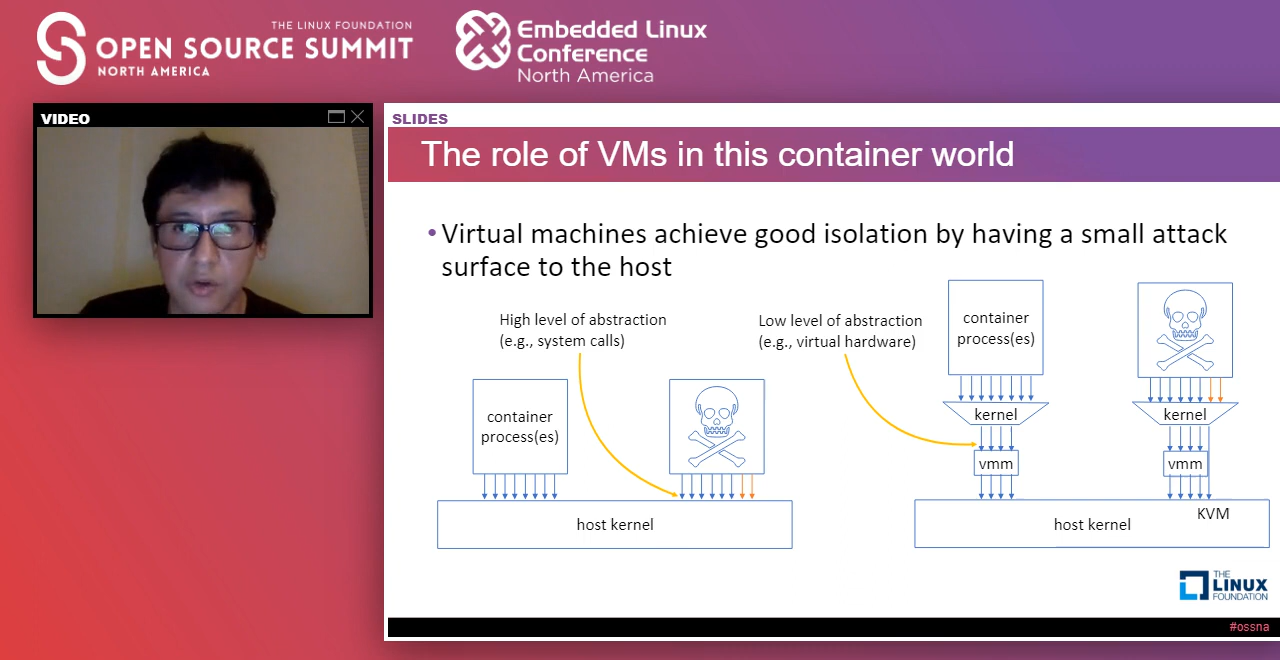 THE LINUX FOUNDATION
OPEN SOURCE SUMMIT
NORTH AMERICA
Embedded Linux
Conference
North America
VIDEO
SLIDES
The role of VMs in this container world
• Virtual machines achieve good isolation by having a small attack
surface to the host
High level of abstraction
(e.g., system calls)
container
process(es)
host kernel
Low level of abstraction
(e.g., virtual hardware)
container
process(es)
kernel
kernel
vmm
vmm
KVM
host kernel
THE
LINUX
FOUNDATION
#ossna